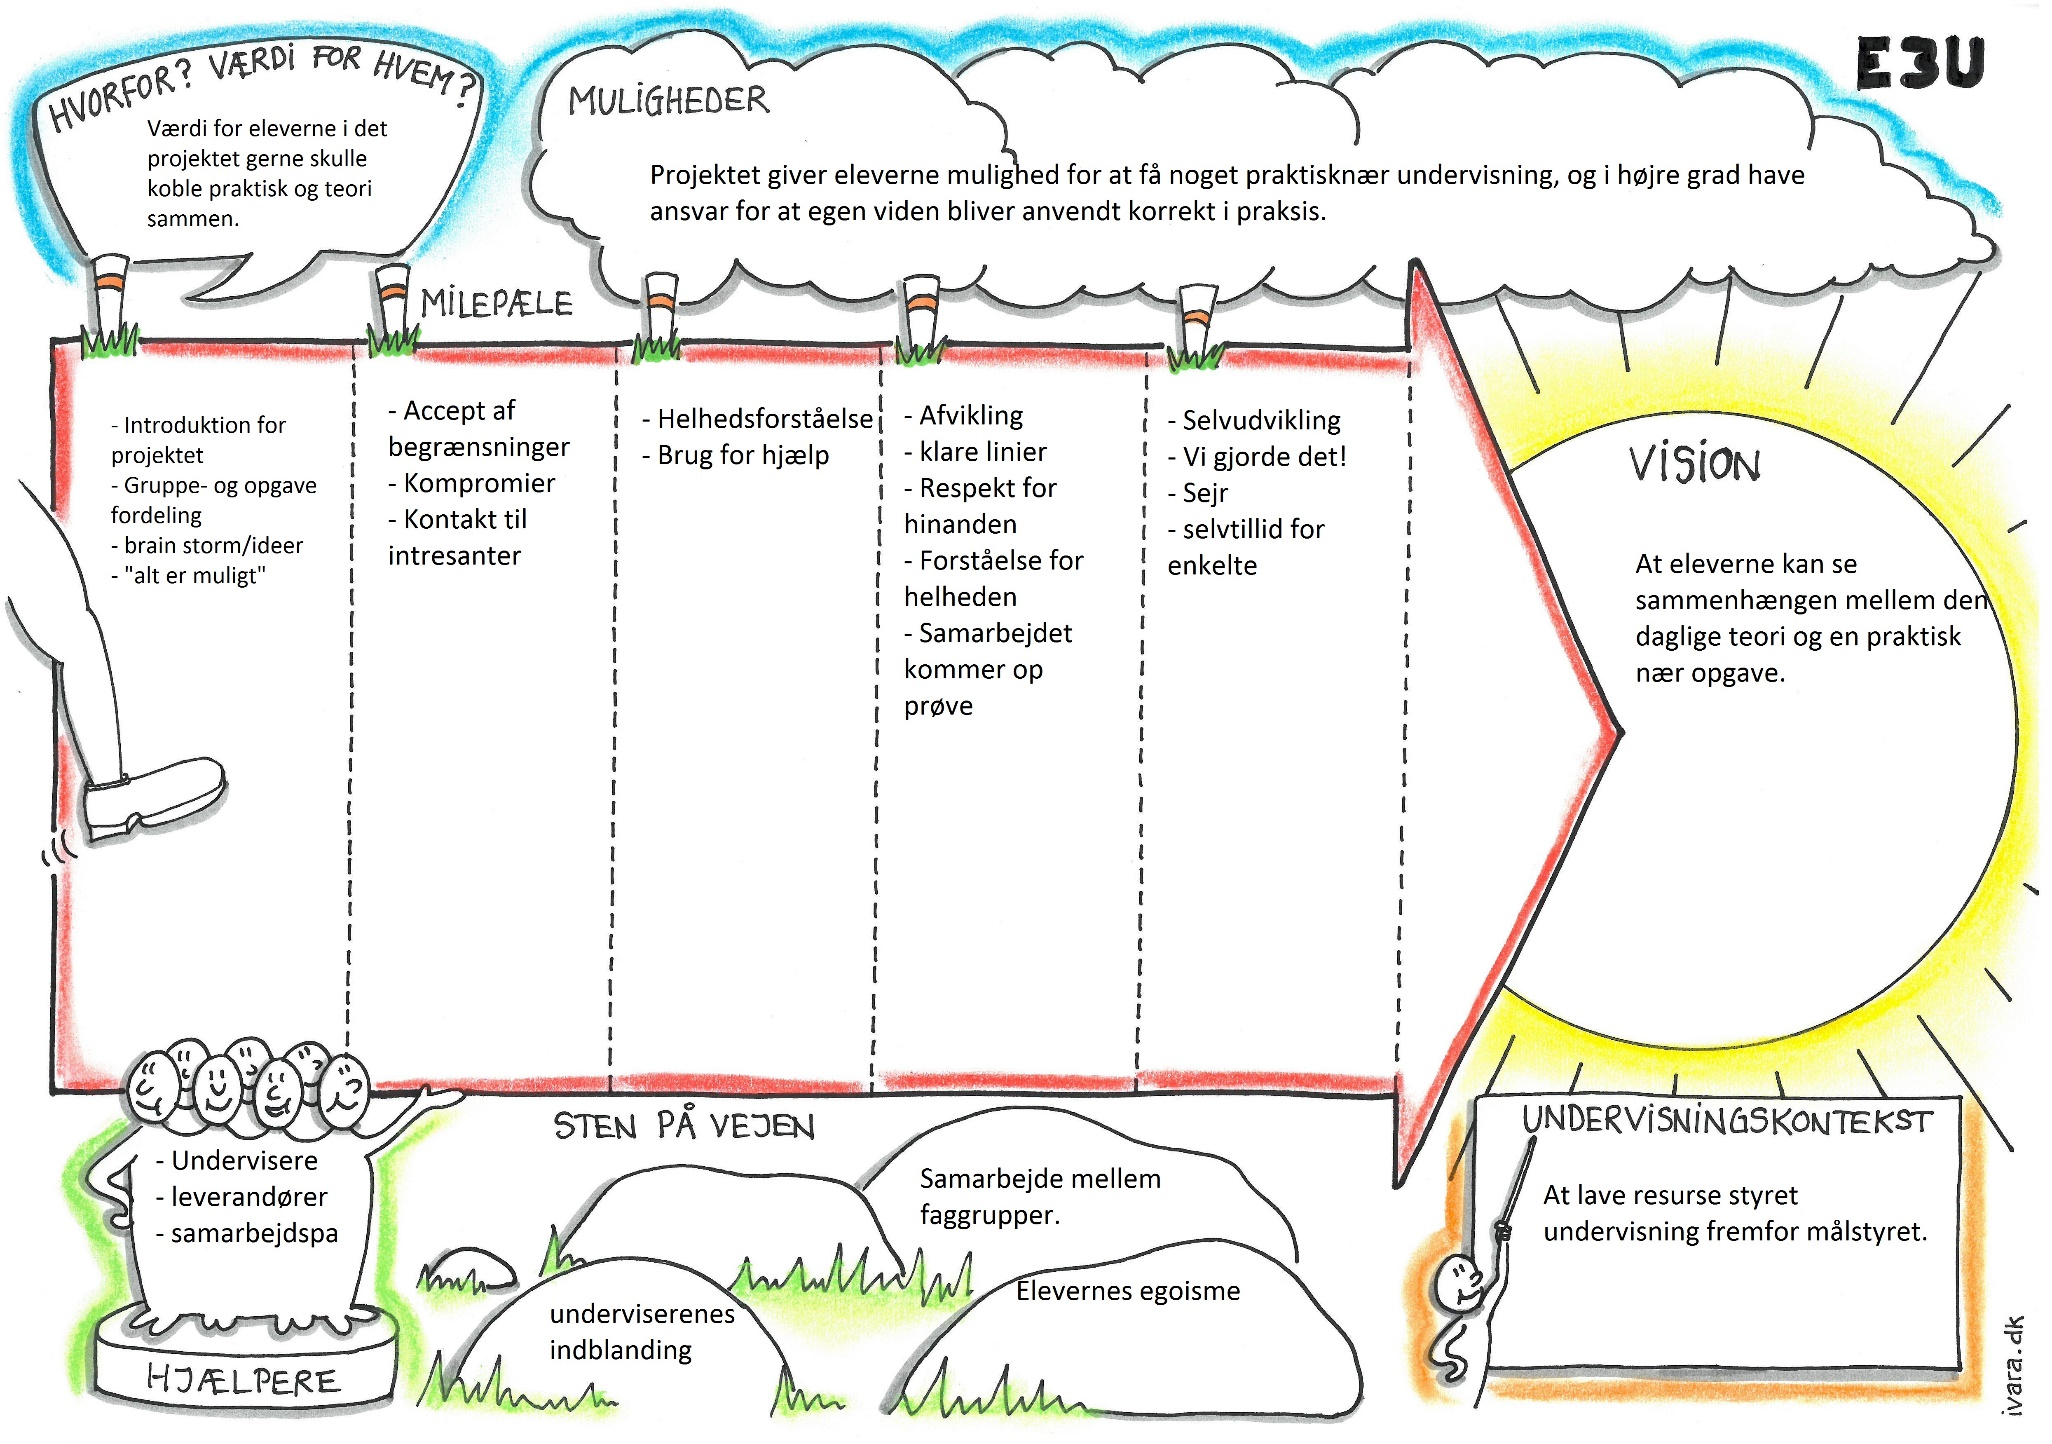 E3U
HVORFOR? VÆRDI FOR HVEM?
Værdi for eleverne i det
projektet gerne skulle
koble praktisk og teori
sammen.
MULIGHEDER
Projektet giver eleverne mulighed for at få noget praktisknær undervisning, og i højre grad have
ansvar for at egen viden bliver anvendt korrekt i praksis.
MILEPÆLE
- Introduktion for
projektet
- Gruppe- og opgave
fordeling
- brain storm/ideer
- "alt er muligt"
- Accept af
begrænsninger
- Kompromier
- Kontakt til
intresanter
- Helhedsforståelse
- Brug for hjælp
- Afvikling
- klare linier
- Respekt for
hinanden
- Forståelse for
helheden
- Samarbejdet
kommer op
prøve
- Selvudvikling
- Vi gjorde det!
- Sejr
- selvtillid for
enkelte
VISION
At eleverne kan se
sammenhængen mellem den
daglige teori og en praktisk
nær opgave.
- Undervisere
- leverandører
- samarbejdspa
HJÆLPERE
STEN PÅ VEJEN
Samarbejde mellem
faggrupper.
underviserenes
indblanding
Elevernes egoisme
UNDERVISNINGSKONTEKST
At lave resurse styret
undervisning fremfor målstyret.
ivara.dk